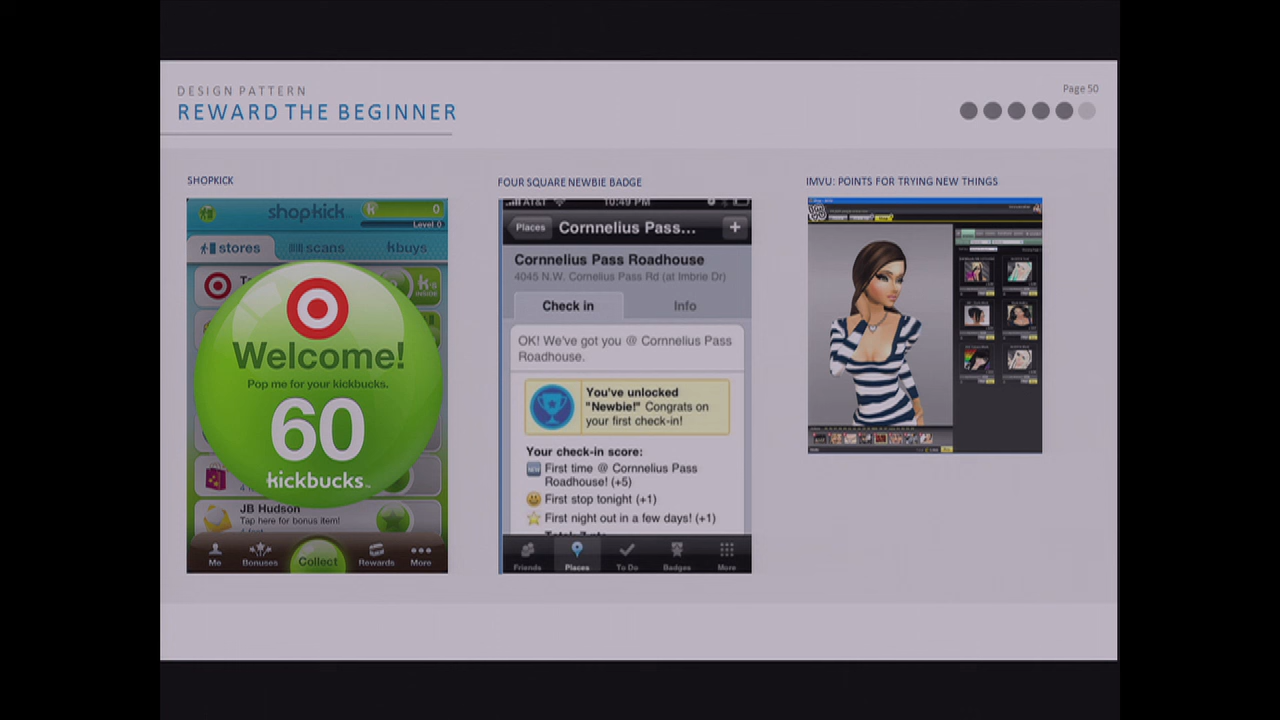 DESIGN PATTERN
REWARD THE BEGINNER
Page 50
SHOPKICK
shopkick
0
Level 0
stores
scans
kbuys
k's
INSIDE
Welcome!
Pop me for your kickbucks.
60
kickbucks
JB Hudson
Tap here for bonus item!
Me
Bonuses
Collect
Rewards
More
FOUR SQUARE NEWBIE BADGE
AT&T 10:49 PM
Places
Cornnelius Pass...
+
Cornnelius Pass Roadhouse
4045 N.W. Cornelius Pass Rd (at Imbrie Dr)
Check in
Info
OK! We've got you @ Cornnelius Pass
Roadhouse.
You've unlocked
"Newbie!" Congrats on
your first check-in!
Your check-in score:
First time @ Cornnelius Pass
Roadhouse! (+5)
First stop tonight (+1)
First night out in a few days! (+1)
Friends
Places
To Do
Badges
More
IMVU: POINTS FOR TRYING NEW THINGS